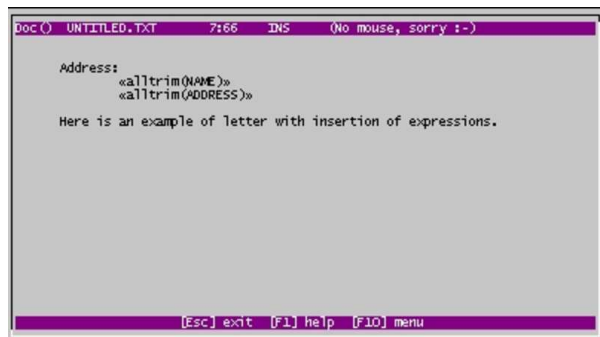 Doc() UNTITLED.TXT 7:66 INS (No mouse, sorry :-)
Address:
«alltrim(NAME)»
«alltrim(ADDRESS)»
Here is an example of letter with insertion of expressions.
[Esc] exit [F1] help [F10] menu